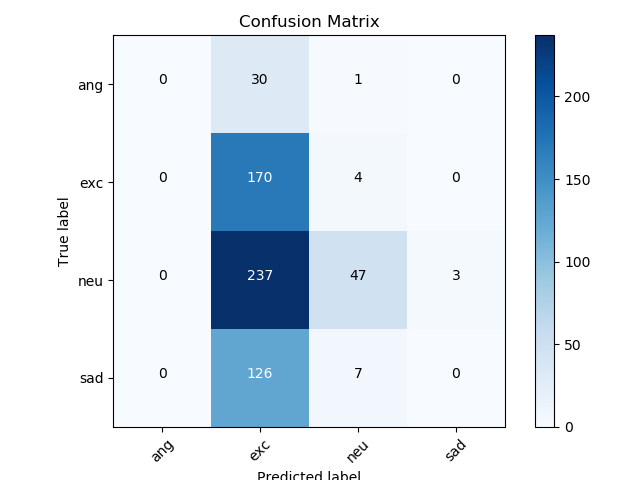 Confusion Matrix
True label
ang 0 30 1 0
exc 0 170 4 0
neu 0 237 47 3
sad 0 126 7 0
ang exc neu sad
Predicted label
200
150
100
50
0